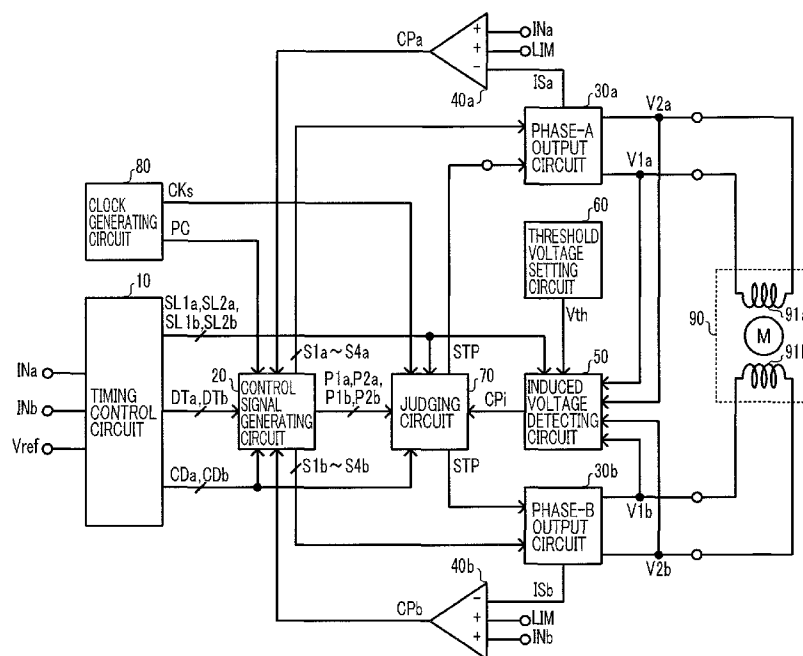 INa
CPa
LIM
ISa
40a
30a
V2a
PHASE-A
OUTPUT
CIRCUIT
V1a
80
CKs
CLOCK
GENERATING
CIRCUIT
PC
60
THRESHOLD
VOLTAGE
SETTING
CIRCUIT
Vth
10
SL1a,SL2a,
SL1b,SL2b
S1a~S4a
STP
90
91a
M
91b
INa
INb
Vref
TIMING
CONTROL
CIRCUIT
DTa,DTb
20
CONTROL
SIGNAL
GENERATING
CIRCUIT
P1a,P2a,
P1b,P2b
70
JUDGING
CIRCUIT
CPi
50
INDUCED
VOLTAGE
DETECTING
CIRCUIT
CDa,CDb
S1b~S4b
STP
30b
PHASE-B
OUTPUT
CIRCUIT
V1b
V2b
40b
ISb
CPb
LIM
INb